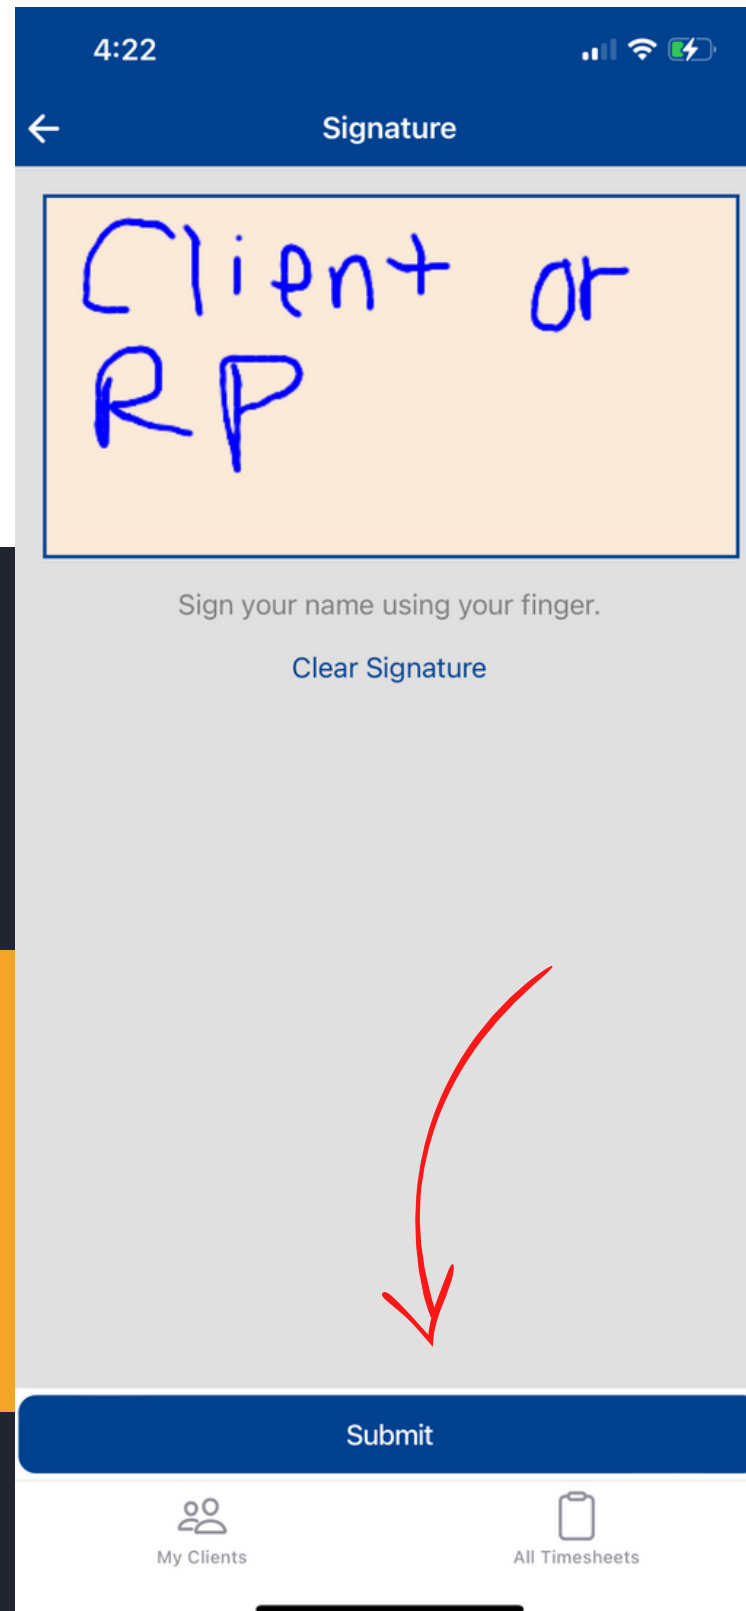 4:22
Signature
Client or
RP
Sign your name using your finger.
Clear Signature
Submit
My Clients
All Timesheets